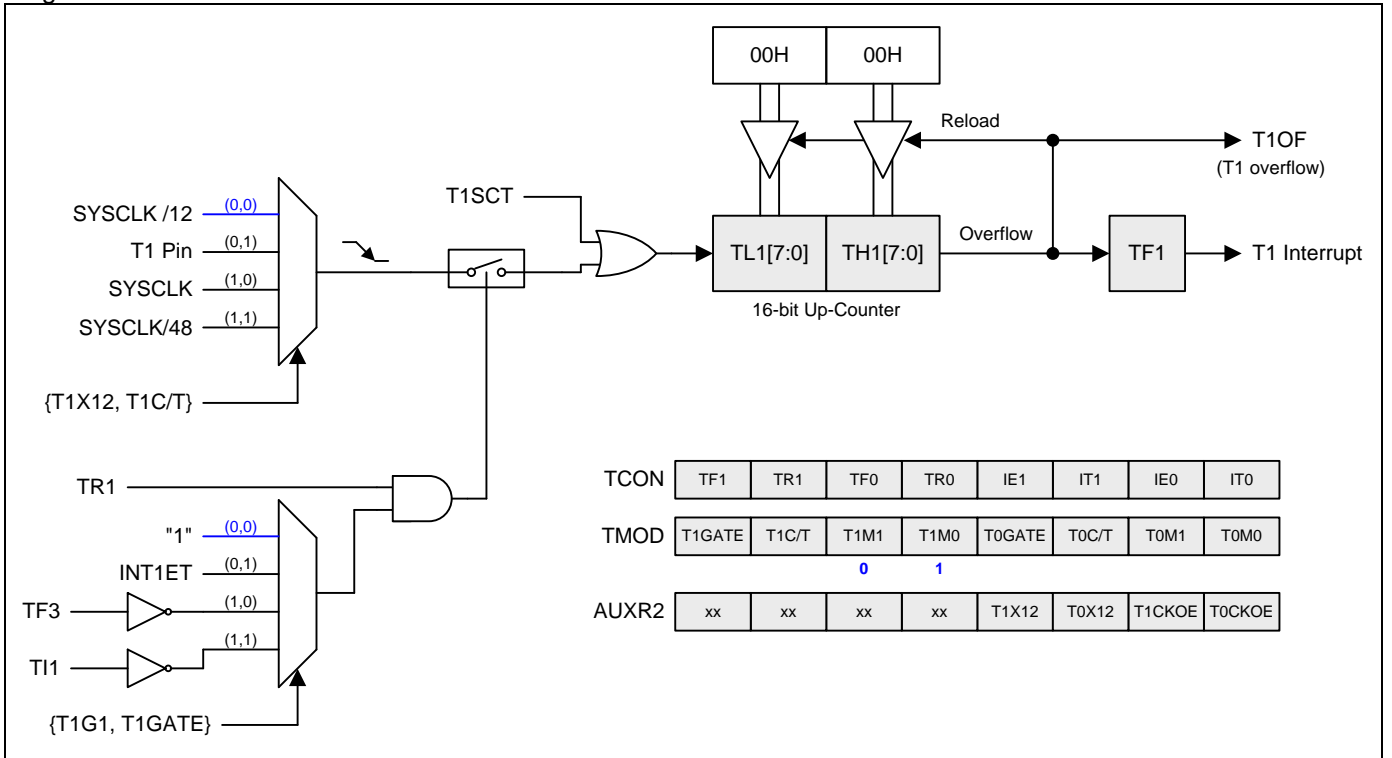 00H 00H
Reload
T1OF
(T1 overflow)
T1SCT
SYSCLK /12 (0,0)
T1 Pin (0,1)
SYSCLK (1,0)
SYSCLK/48 (1,1)
{T1X12, T1C/T}
TL1[7:0] TH1[7:0]
Overflow
TF1
T1 Interrupt
16-bit Up-Counter
TR1
"1" (0,0)
INT1ET (0,1)
TF3 (1,0)
TI1 (1,1)
{T1G1, T1GATE}
TCON TF1 TR1 TF0 TR0 IE1 IT1 IE0 IT0
TMOD T1GATE T1C/T T1M1 T1M0 T0GATE T0C/T T0M1 T0M0
0 1
AUXR2 xx xx xx xx T1X12 T0X12 T1CKOE T0CKOE